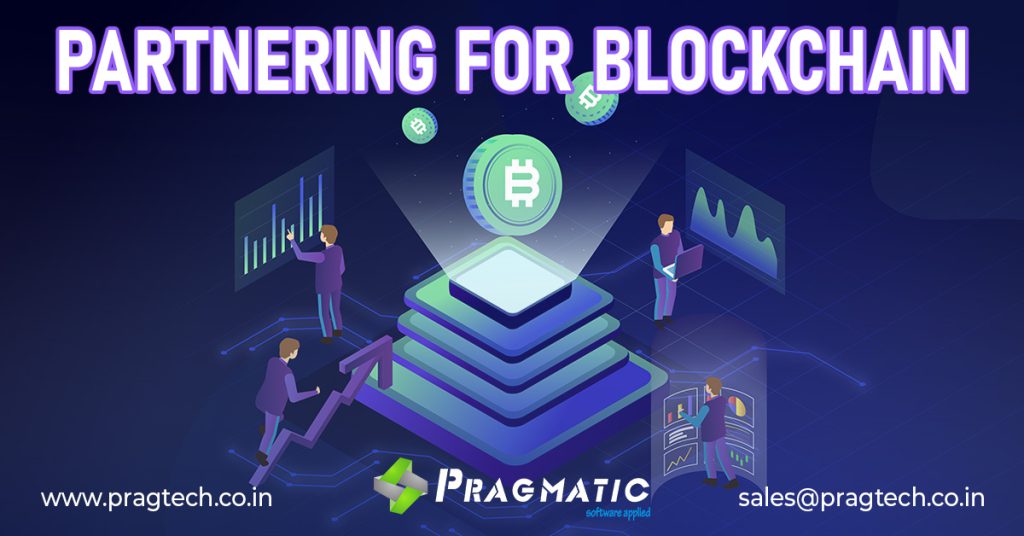 PARTNERING FOR BLOCKCHAIN
PRAGMATIC
software applied
www.pragtech.co.in
sales@pragtech.co.in